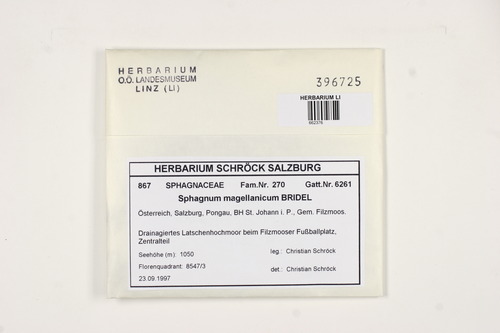 HERBARIUM
O.Ö. LANDESMUSEUM
LINZ (LI)
396725
HERBARIUM LI
HERBARIUM SCHRÖCK SALZBURG
867 SPHAGNACEAE Fam.Nr. 270 Gatt.Nr. 6261
Sphagnum magellanicum BRIDEL
Österreich, Salzburg, Pongau, BH St. Johann i. P., Gem. Filzmoos.
Drainagiertes Latschenhochmoor beim Filzmooser Fußballplatz,
Zentralteil
Seehöhe (m): 1050 leg.: Christian Schröck
Florenquadrant: 8547/3 det.: Christian Schröck
23.09.1997